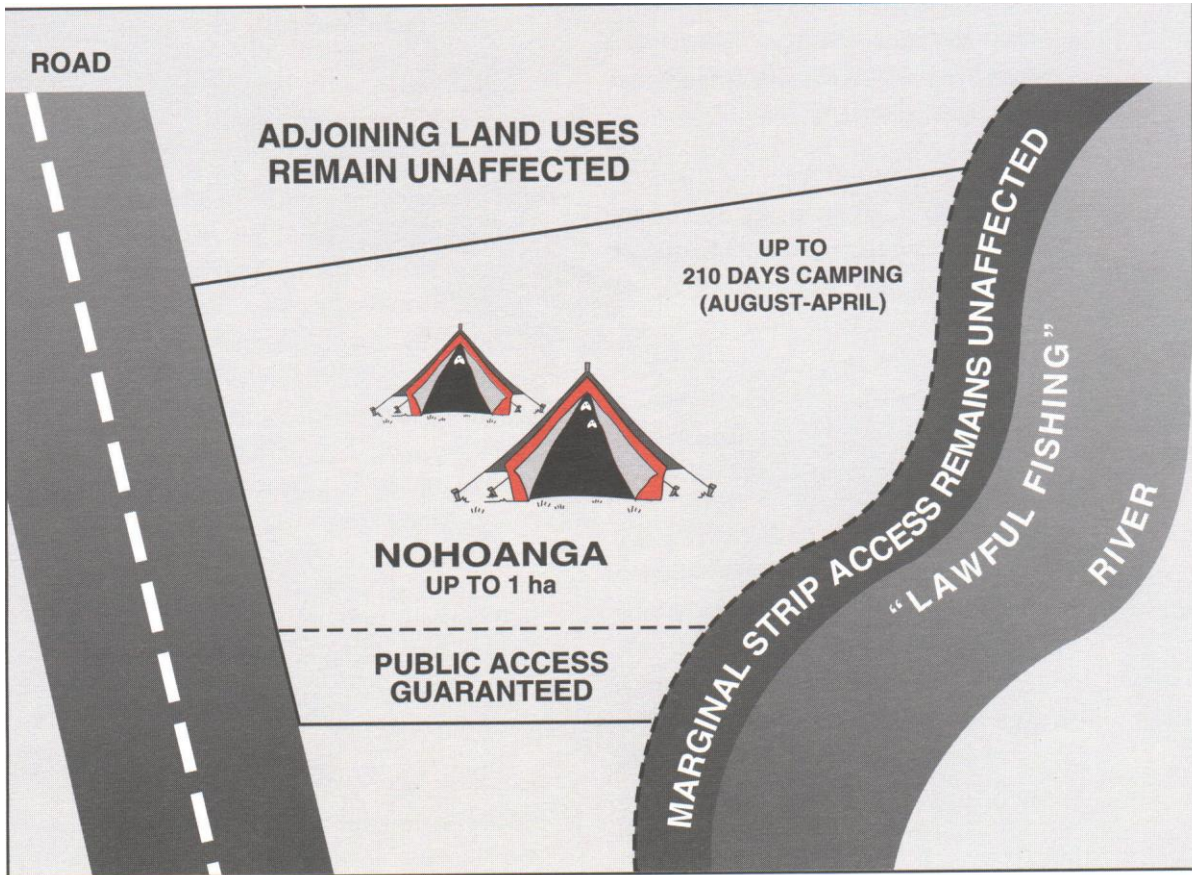 ROAD
ADJOINING LAND USES
REMAIN UNAFFECTED
UP TO
210 DAYS CAMPING
(AUGUST-APRIL)
NOHOANGA
UP TO 1 ha
PUBLIC ACCESS
GUARANTEED
MARGINAL STRIP ACCESS REMAINS UNAFFECTED
“LAWFUL FISHING”
RIVER